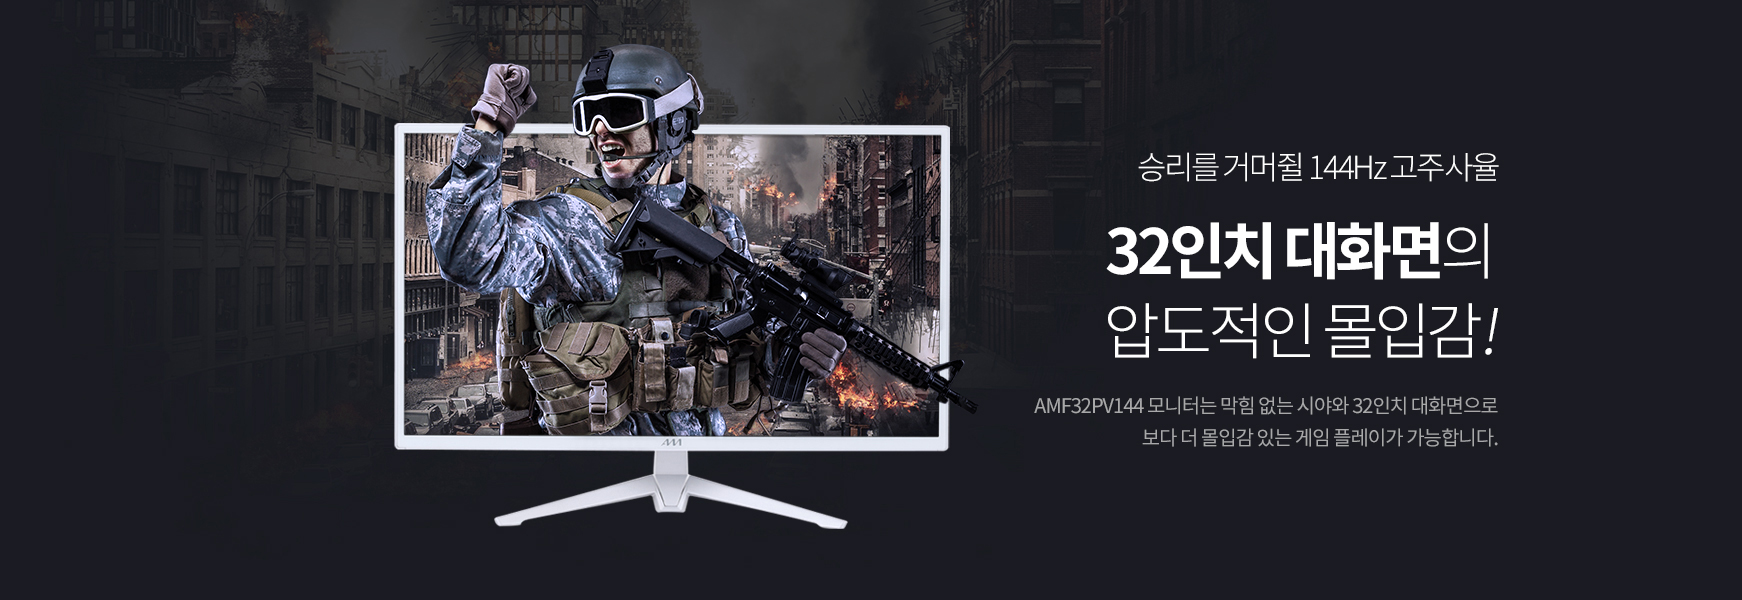 승리를 거머쥘 144Hz 고주사율
32인치 대화면의
압도적인 몰입감!
AMF32PV144 모니터는 막힘 없는 시야와 32인치 대화면으로
보다 더 몰입감 있는 게임 플레이가 가능합니다.